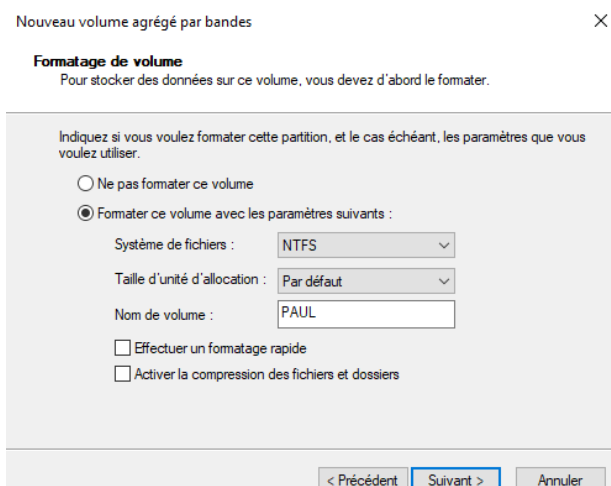 Nouveau volume agrégé par bandes
Formatage de volume
Pour stocker des données sur ce volume, vous devez d'abord le formater.
Indiquez si vous voulez formater cette partition, et le cas échéant, les paramètres que vous
voulez utiliser.
Ne pas formater ce volume
Formater ce volume avec les paramètres suivants :
Système de fichiers : NTFS
Taille d'unité d'allocation : Par défaut
Nom de volume : PAUL
Effectuer un formatage rapide
Activer la compression des fichiers et dossiers
< Précédent Suivant > Annuler